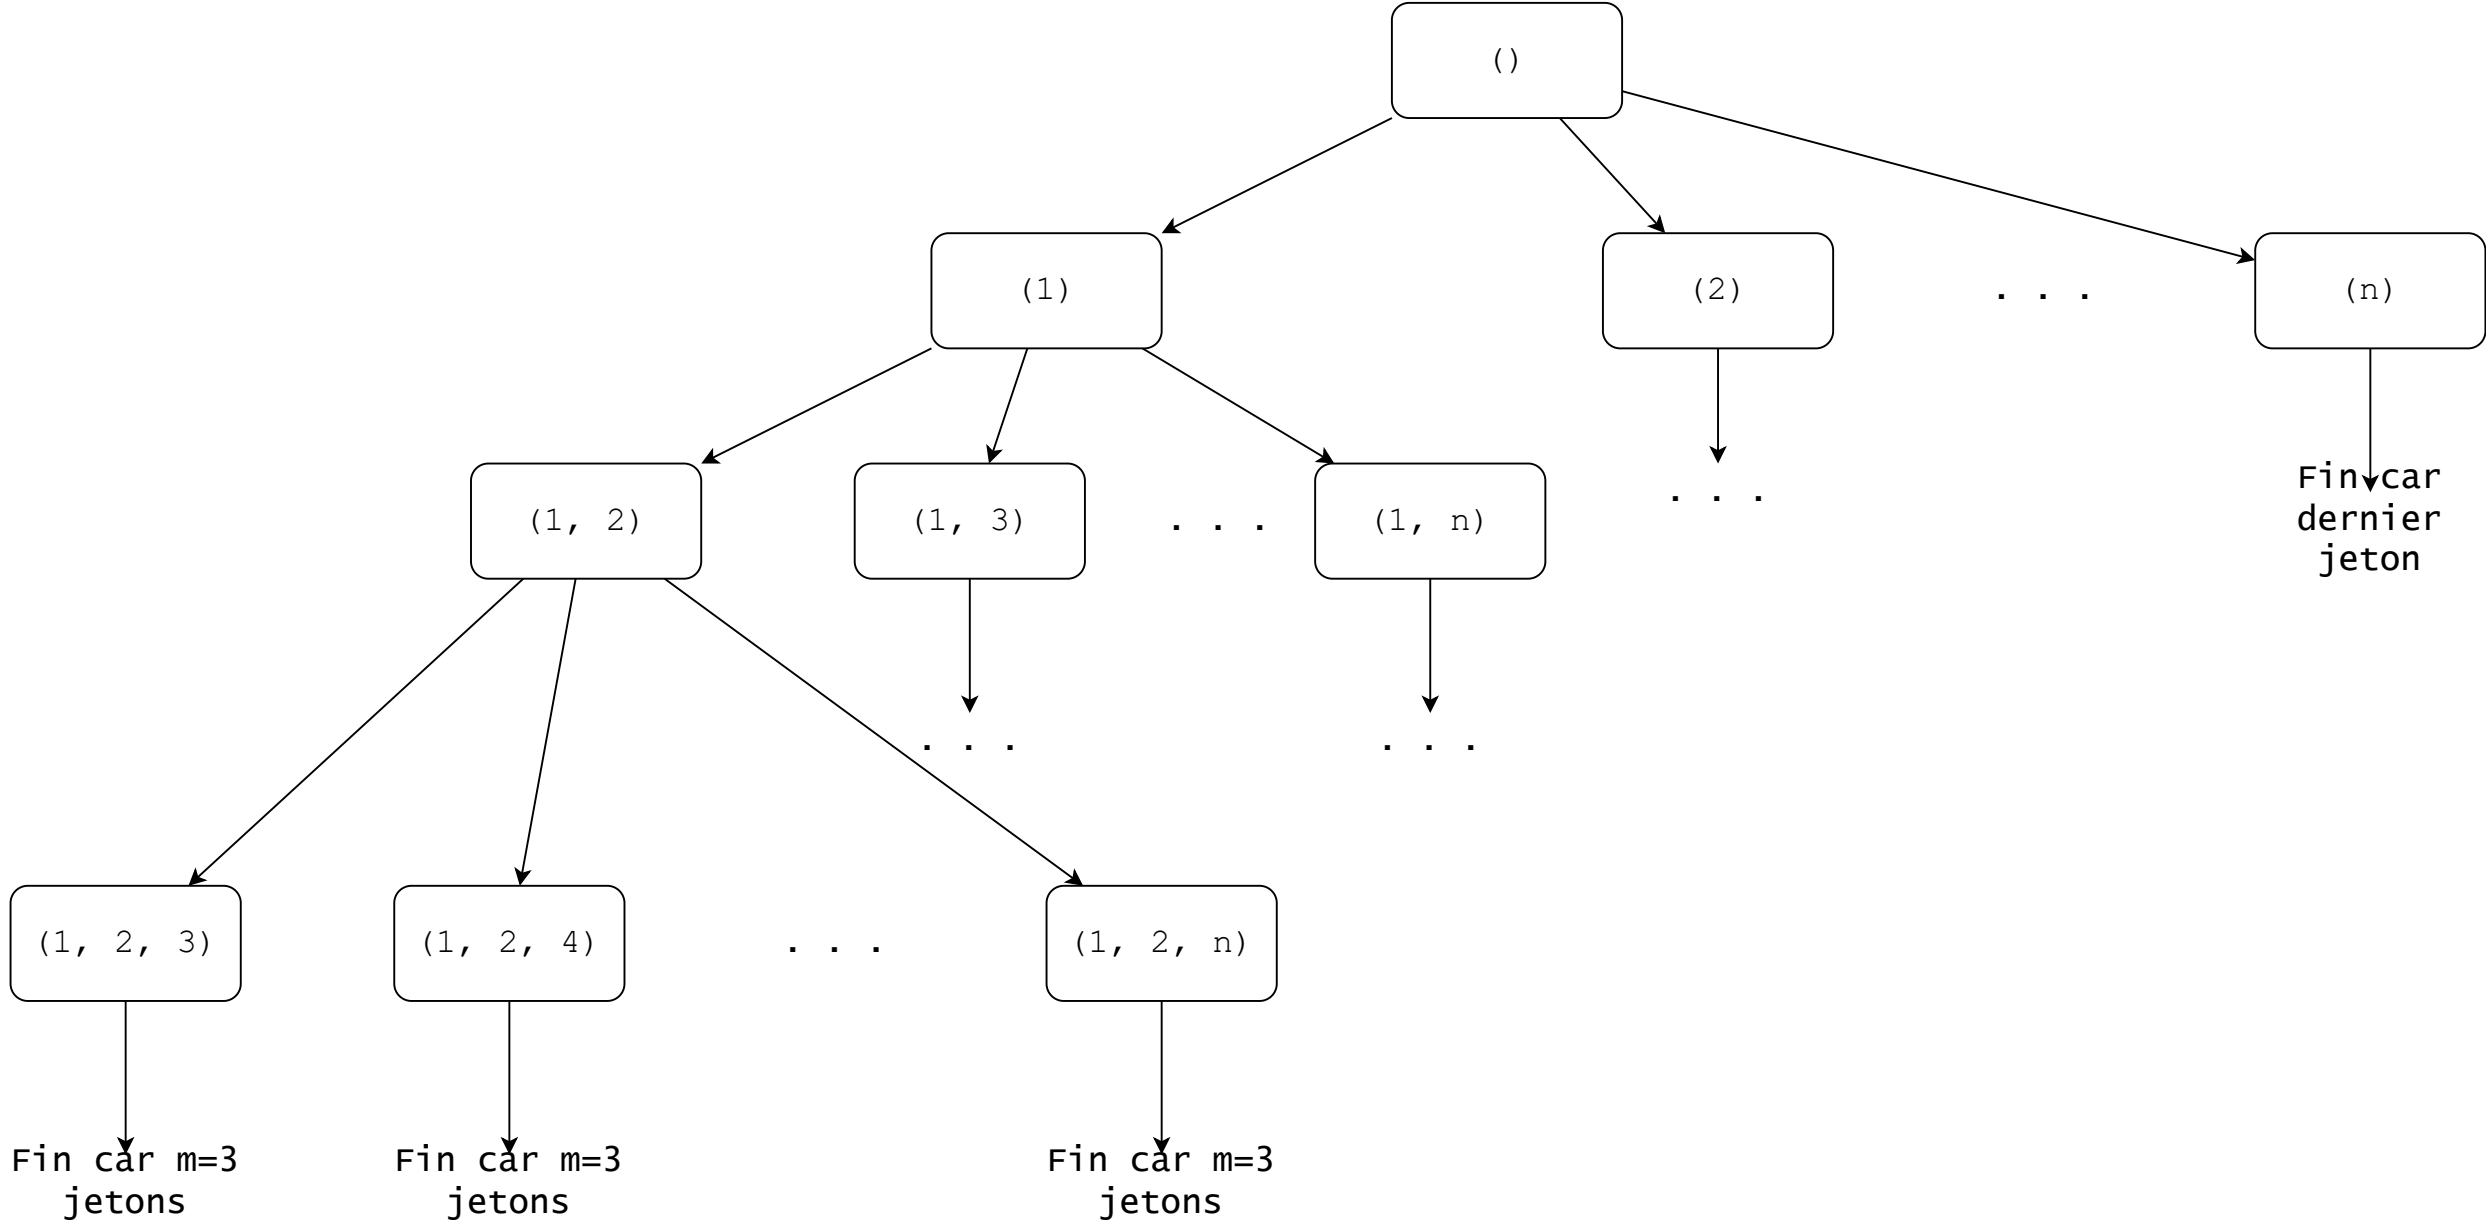 ()
(1)
(2)
. . .
(n)
(1, 2)
(1, 3)
. . .
(1, n)
. . .
Fin car
dernier
jeton
. . .
. . .
(1, 2, 3)
(1, 2, 4)
. . .
(1, 2, n)
Fin car m=3
jetons
Fin car m=3
jetons
Fin car m=3
jetons